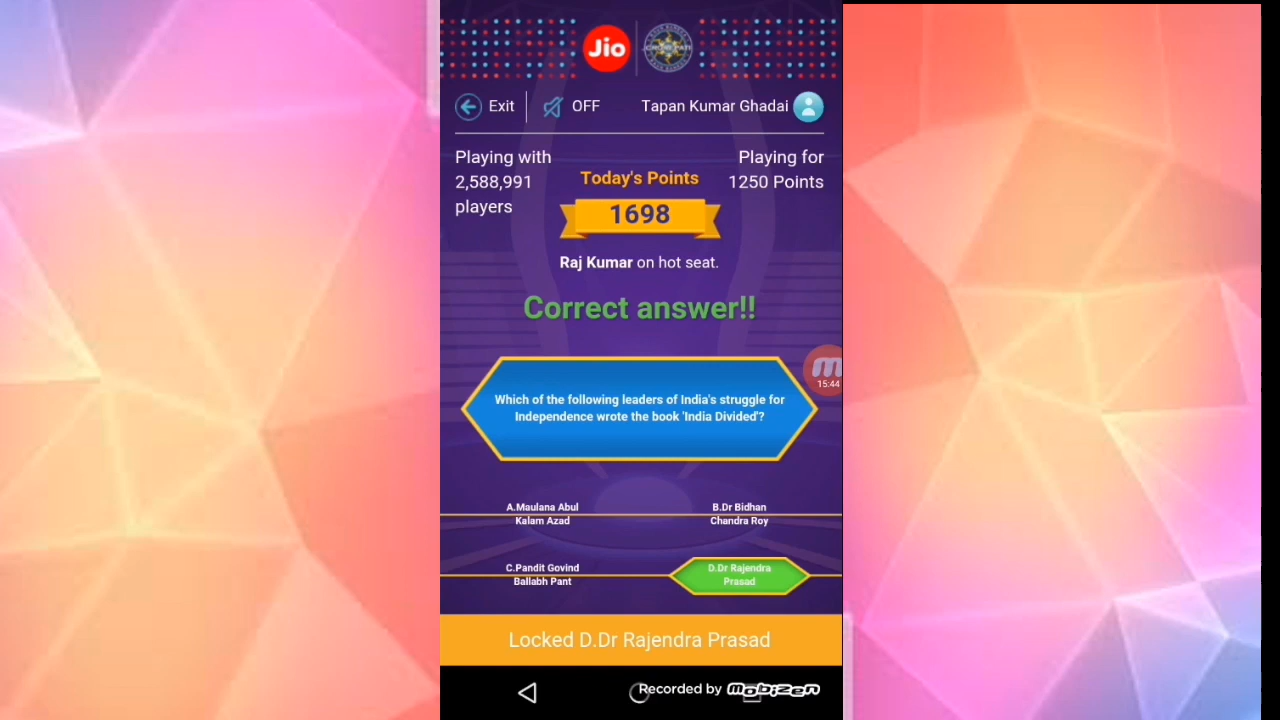 Jio
Exit
OFF
Tapan Kumar Ghadai
Playing with
2,588,991
players
Today's Points
1698
Playing for
1250 Points
Raj Kumar on hot seat.
Correct answer!!
15:44
Which of the following leaders of India's struggle for
Independence wrote the book 'India Divided'?
A.Maulana Abul
Kalam Azad
B.Dr Bidhan
Chandra Roy
C.Pandit Govind
Ballabh Pant
D.Dr Rajendra
Prasad
Locked D.Dr Rajendra Prasad
Recorded by mobizen